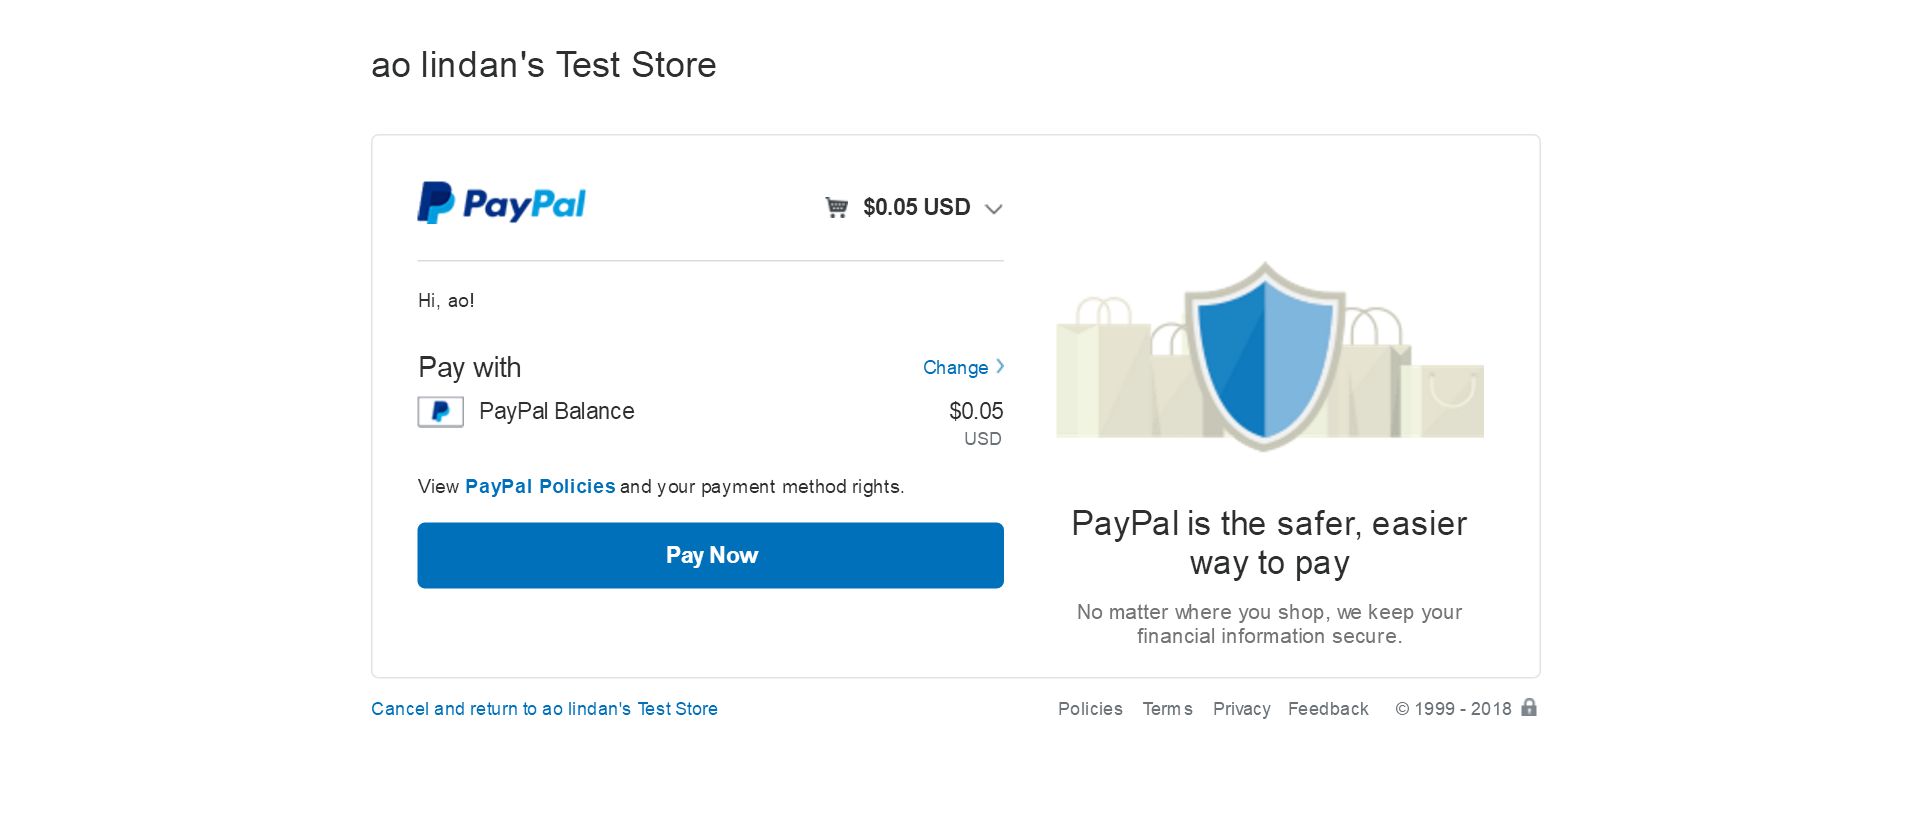 ao lindan's Test Store
PayPal
$0.05 USD
Hi, ao!
Pay with
Change
PayPal Balance
$0.05
USD
View PayPal Policies and your payment method rights.
Pay Now
PayPal is the safer, easier
way to pay
No matter where you shop, we keep your
financial information secure.
Cancel and return to ao lindan's Test Store
Policies Terms Privacy Feedback © 1999 - 2018